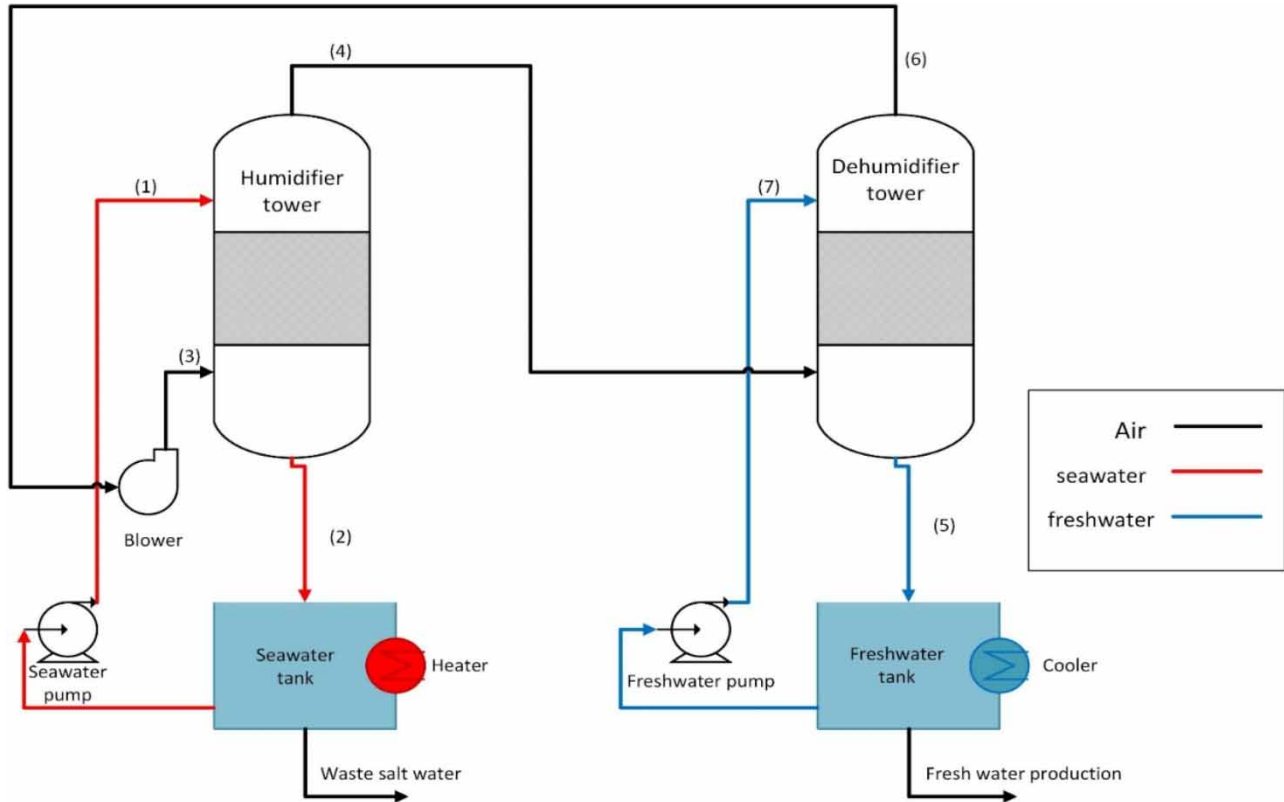 (4)
(6)
Humidifier
tower
Dehumidifier
tower
(1)
(7)
(3)
Air
seawater
freshwater
Blower
(2)
(5)
Seawater
pump
Seawater
tank
Heater
Freshwater pump
Freshwater
tank
Cooler
Waste salt water
Fresh water production